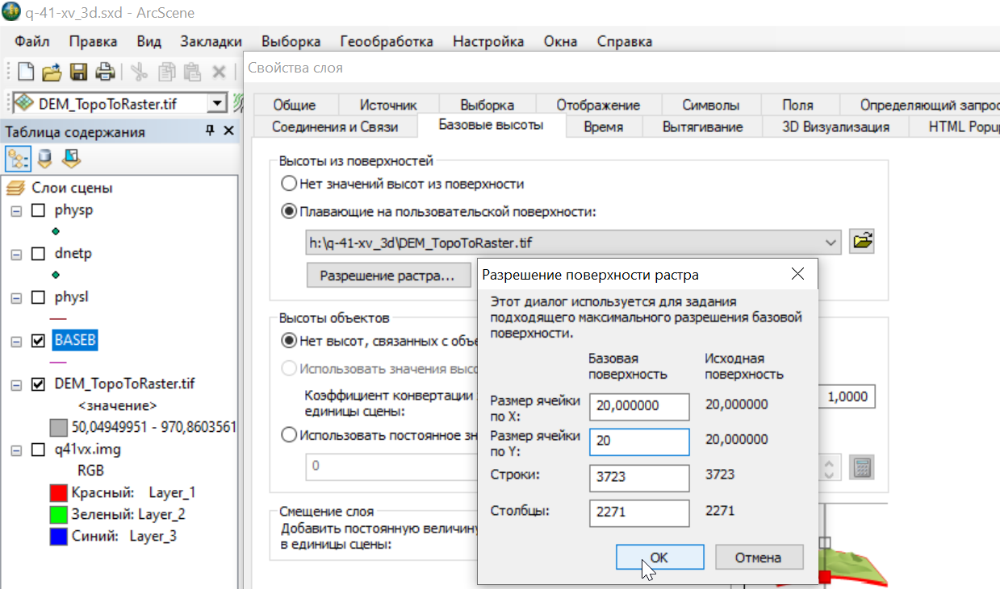 q-41-xv_3d.sxd - ArcScene
Файл Правка Вид Закладки Выборка Геообработка Настройка Окна Справка
DEM_TopoToRaster.tif
Таблица содержания
Слои сцены
physp
dnetp
physl
BASEB
DEM_TopoToRaster.tif
<значение>
50,04949951 - 970,8603561
q41vx.img
RGB
Красный: Layer_1
Зеленый: Layer_2
Синий: Layer_3
Свойства слоя
Общие Источник Выборка Отображение Символы Поля Определяющий запрос
Соединения и Связи Базовые высоты Время Вытягивание 3D Визуализация HTML Popup
Высоты из поверхностей
Нет значений высот из поверхности
Плавающие на пользовательской поверхности:
h:\q-41-xv_3d\DEM_TopoToRaster.tif
Разрешение растра...
Высоты объектов
Нет высот, связанных с объе
Использовать значения высо
Коэффициент конвертации
единицы сцены:
1,0000
Использовать постоянное зн
0
Смещение слоя
Добавить постоянную величину
в единицы сцены:
Разрешение поверхности растра
Этот диалог используется для задания
подходящего максимального разрешения базовой
поверхности.
Базовая
поверхность
Исходная
поверхность
Размер ячейки
по X:
20,000000 20,000000
Размер ячейки
по Y:
20 20,000000
Строки: 3723 3723
Столбцы: 2271 2271
OK Отмена